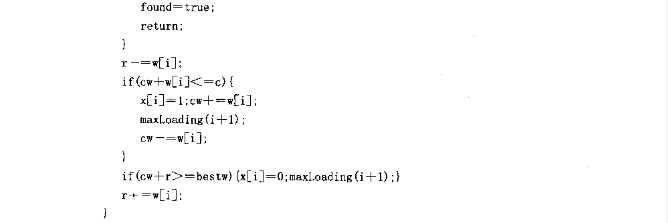 found=true;
return;
}
r-=w[i];
if(cw+w[i]<=c){
x[i]=1;cw+=w[i];
maxLoading(i+1);
cw-=w[i];
}
if(cw+r>=bestw){x[i]=0;maxLoading(i+1);}
r+=w[i];
}